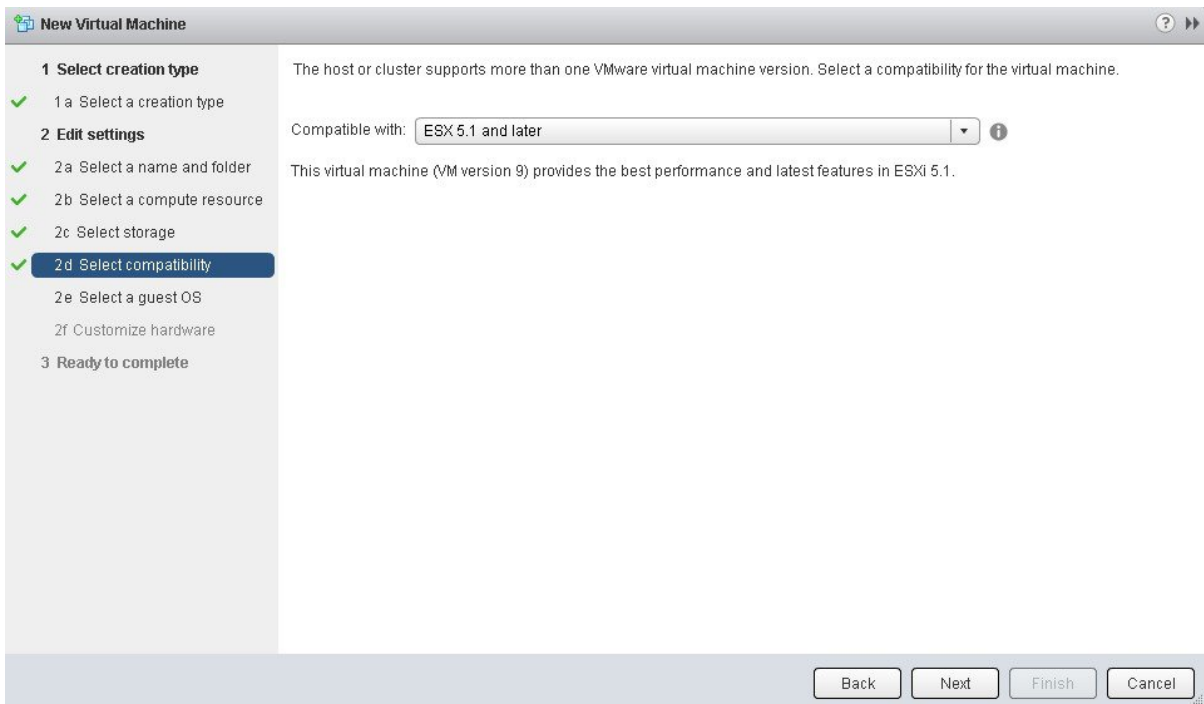 New Virtual Machine
1 Select creation type
1a Select a creation type
2 Edit settings
2a Select a name and folder
2b Select a compute resource
2c Select storage
2d Select compatibility
2e Select a guest OS
2f Customize hardware
3 Ready to complete
The host or cluster supports more than one VMware virtual machine version. Select a compatibility for the virtual machine.
Compatible with: ESX 5.1 and later
This virtual machine (VM version 9) provides the best performance and latest features in ESXi 5.1.
Back Next Finish Cancel